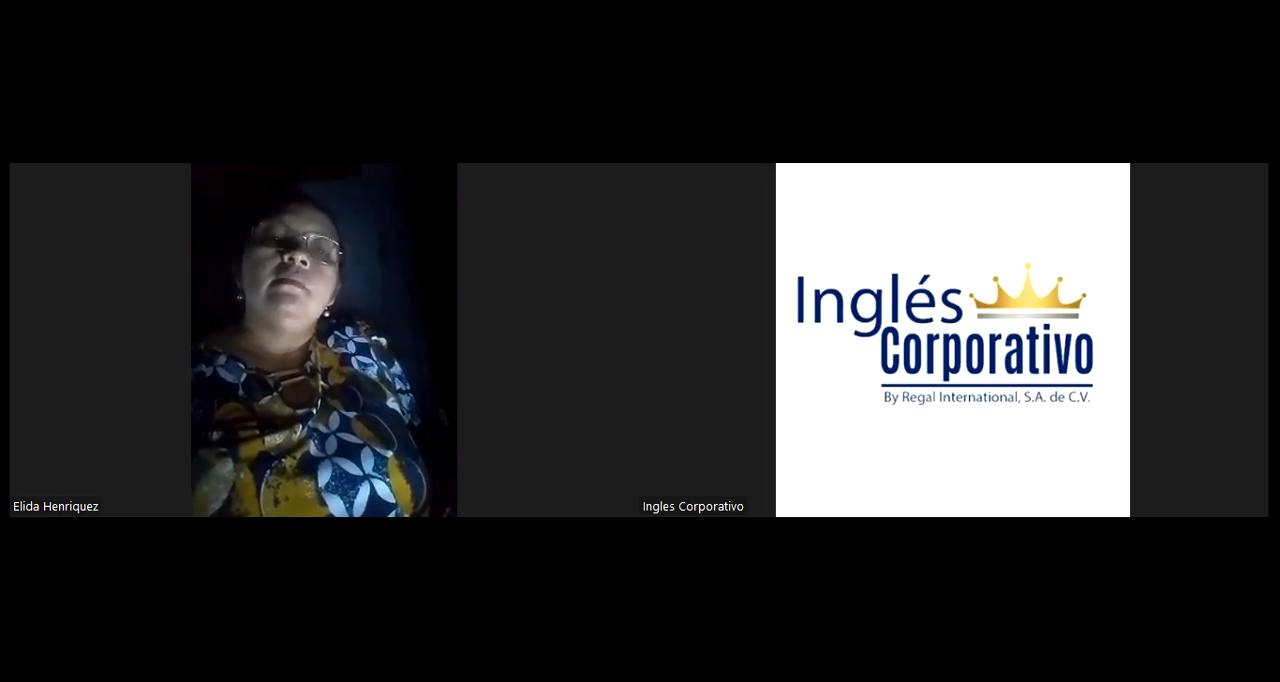 Inglés
Corporativo
By Regal International, S.A. de C.V.
Elida Henriquez
Ingles Corporativo